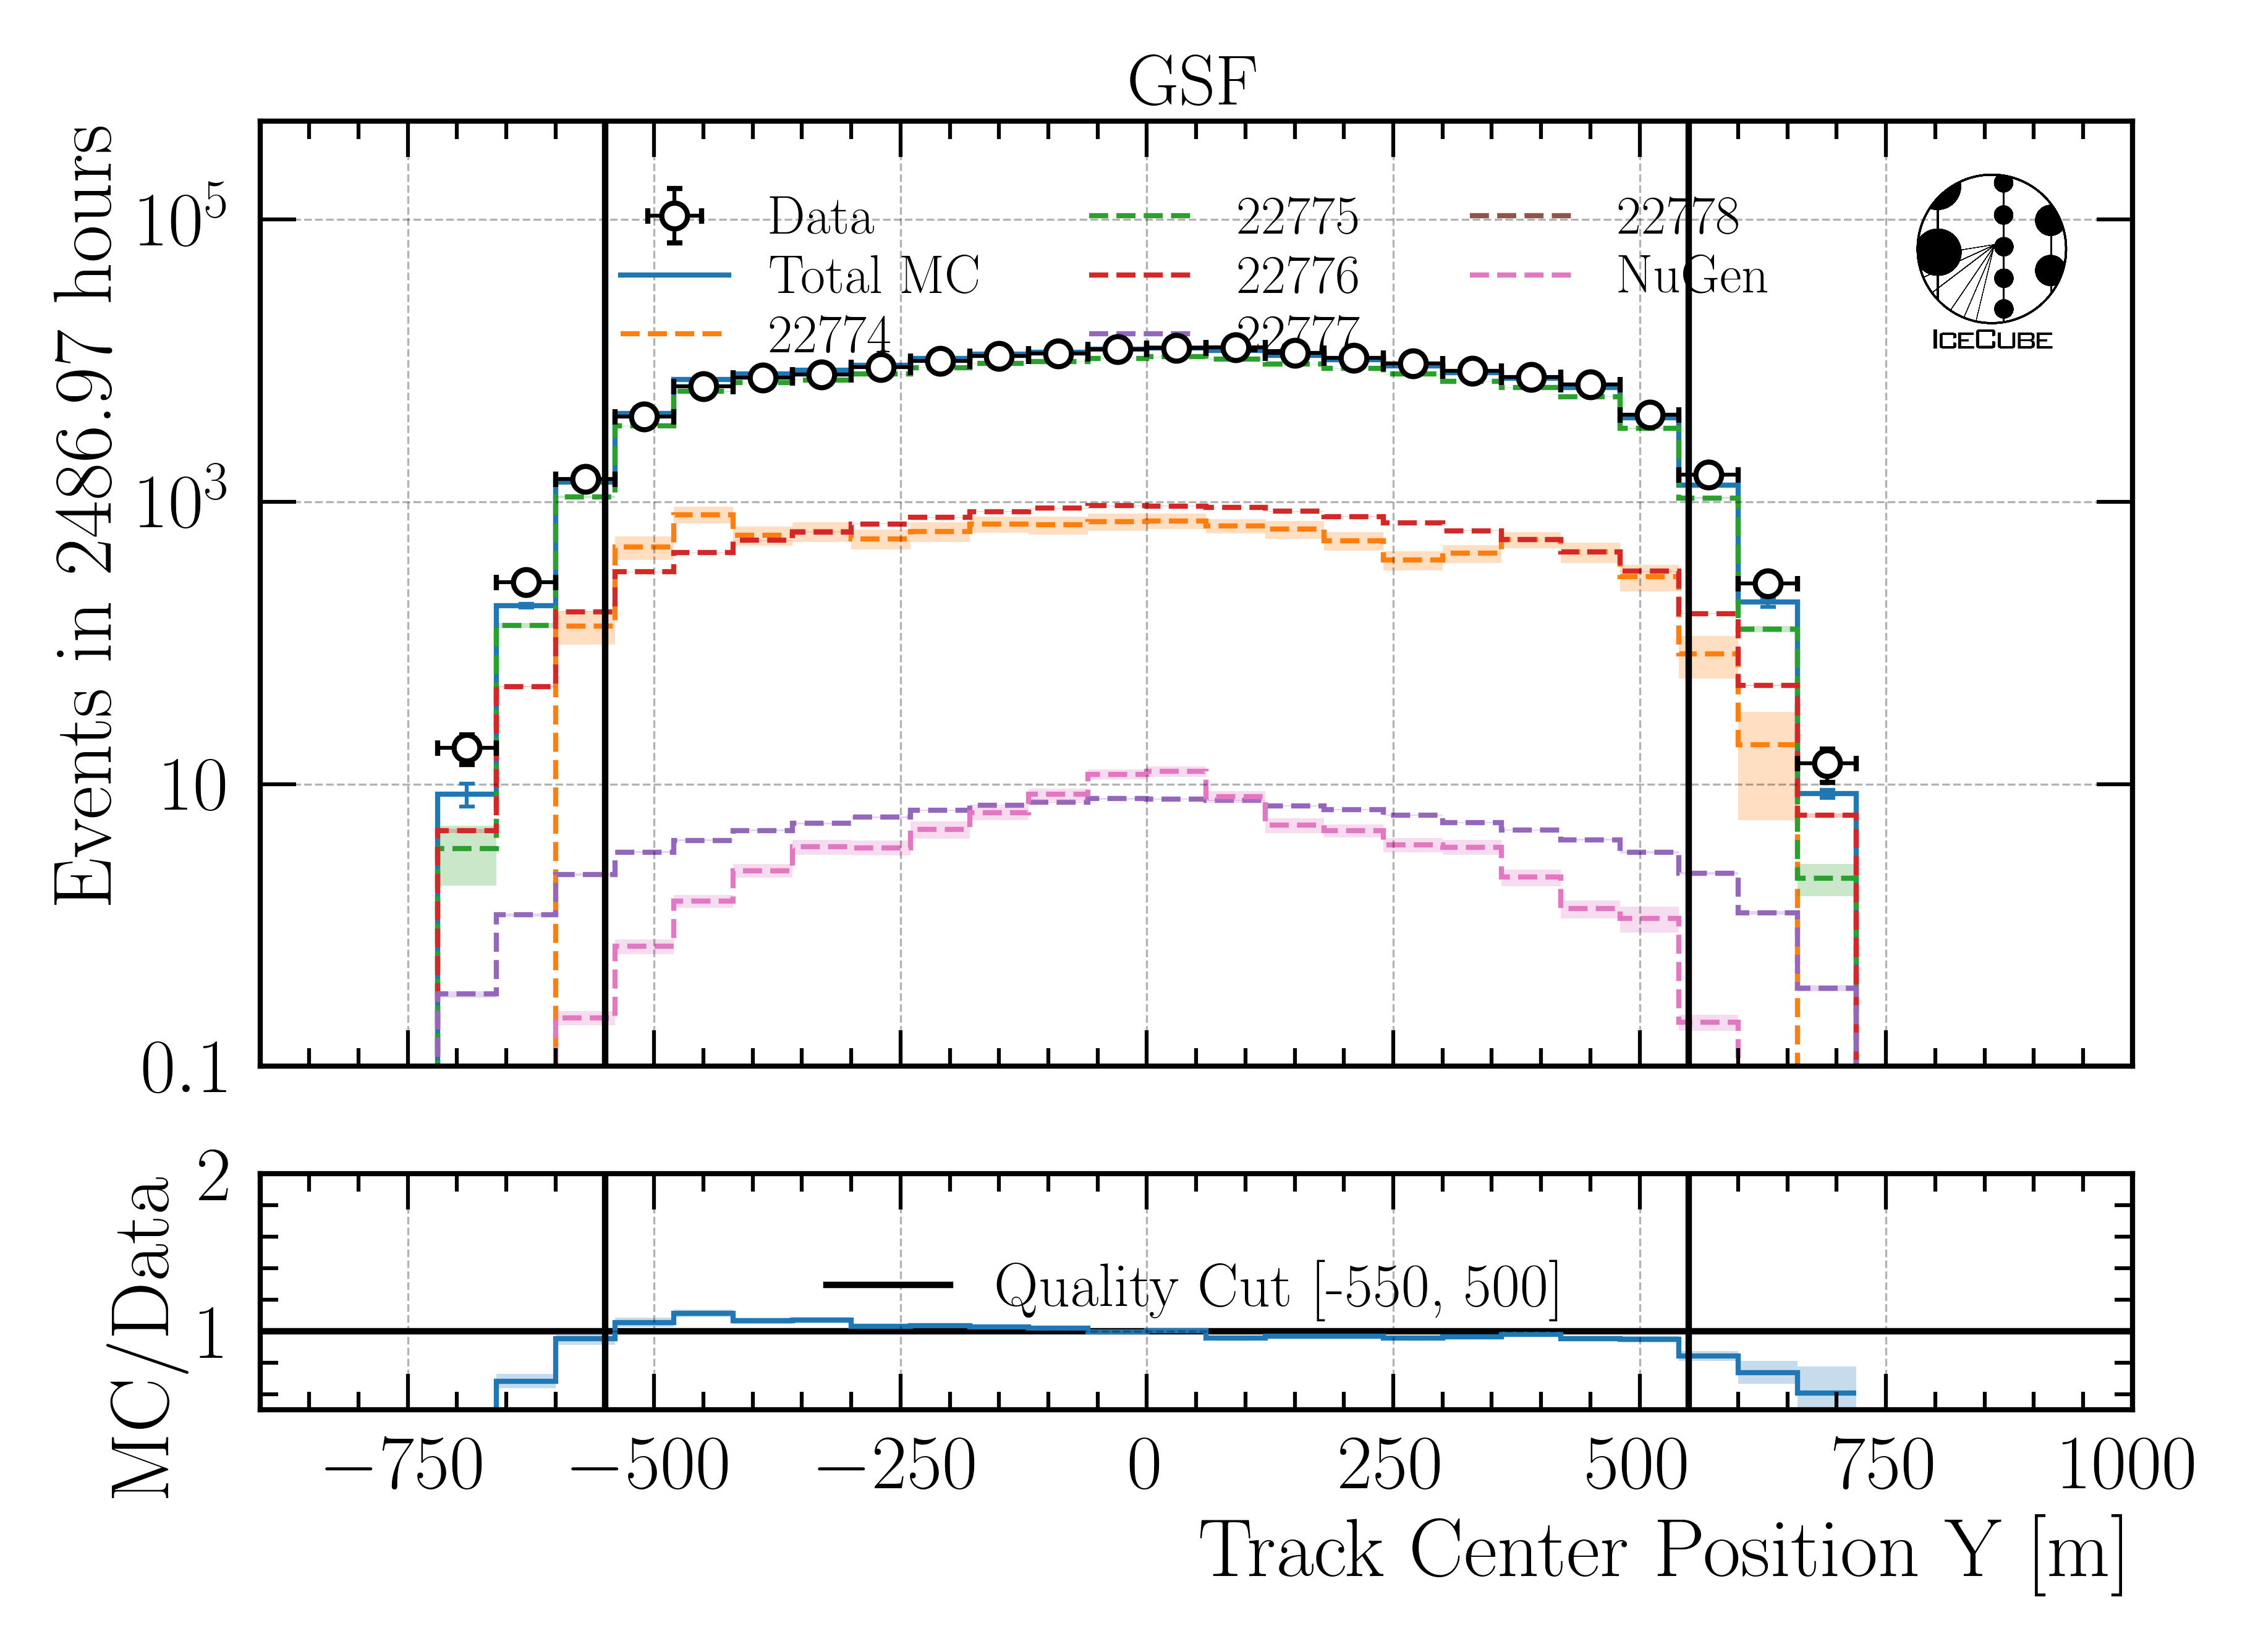 GSF
Events in 2486.97 hours
10^5
10^3
10
0.1
Data
Total MC
22774
22775
22776
22777
22778
NuGen
ICECUBE
MC/Data
2
1
Quality Cut [-550, 500]
−750 −500 −250 0 250 500 750 1000
Track Center Position Y [m]